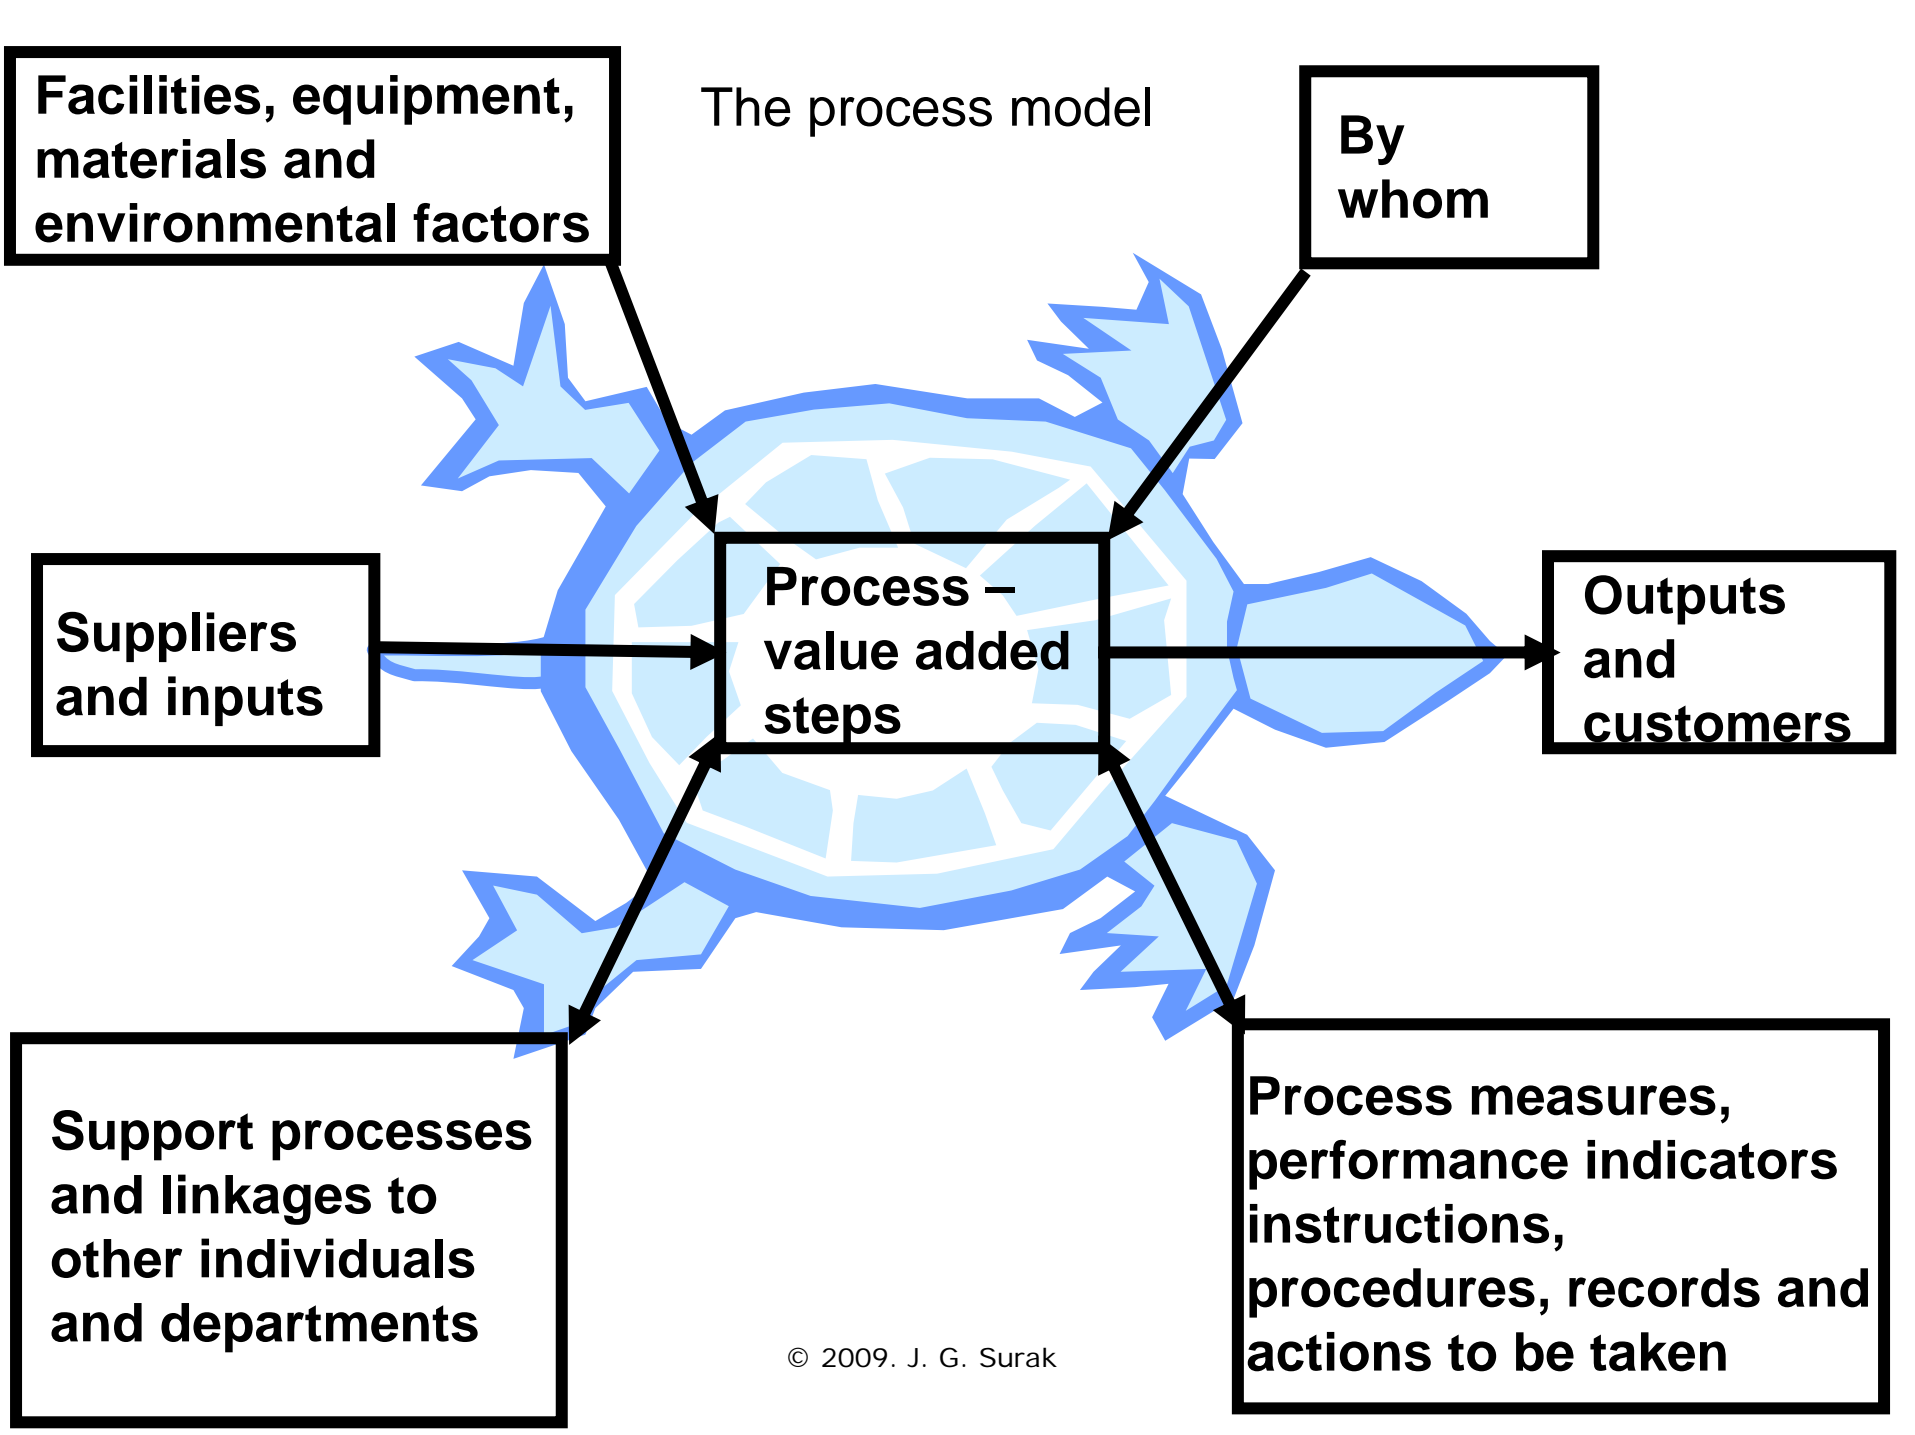 The process model
Facilities, equipment,
materials and
environmental factors
By
whom
Suppliers
and inputs
Process –
value added
steps
Outputs
and
customers
Support processes
and linkages to
other individuals
and departments
Process measures,
performance indicators
instructions,
procedures, records and
actions to be taken
© 2009. J. G. Surak